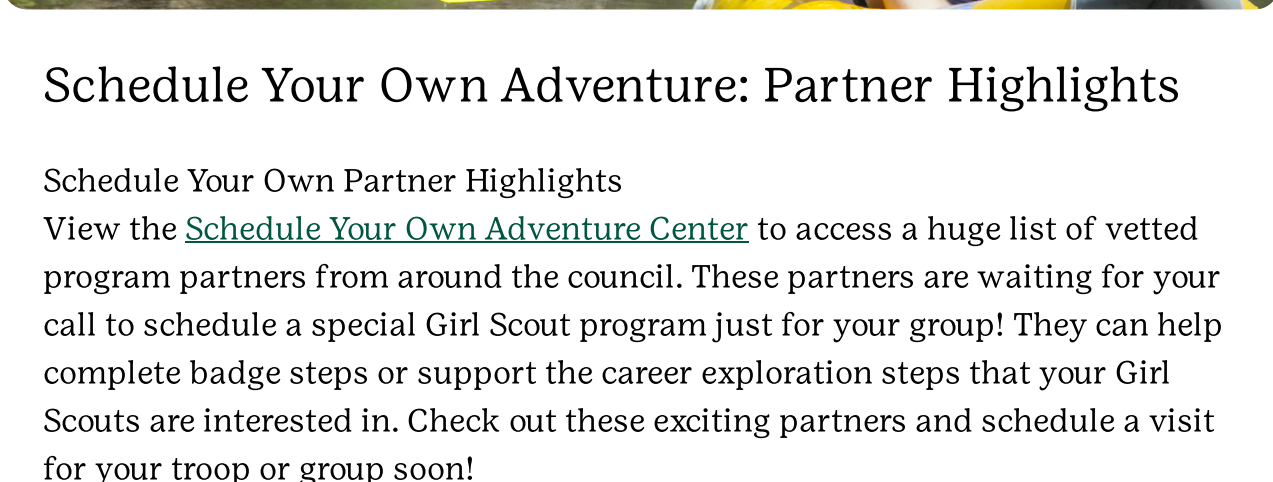 Schedule Your Own Adventure: Partner Highlights
Schedule Your Own Partner Highlights
View the Schedule Your Own Adventure Center to access a huge list of vetted
program partners from around the council. These partners are waiting for your
call to schedule a special Girl Scout program just for your group! They can help
complete badge steps or support the career exploration steps that your Girl
Scouts are interested in. Check out these exciting partners and schedule a visit
for your troop or group soon!